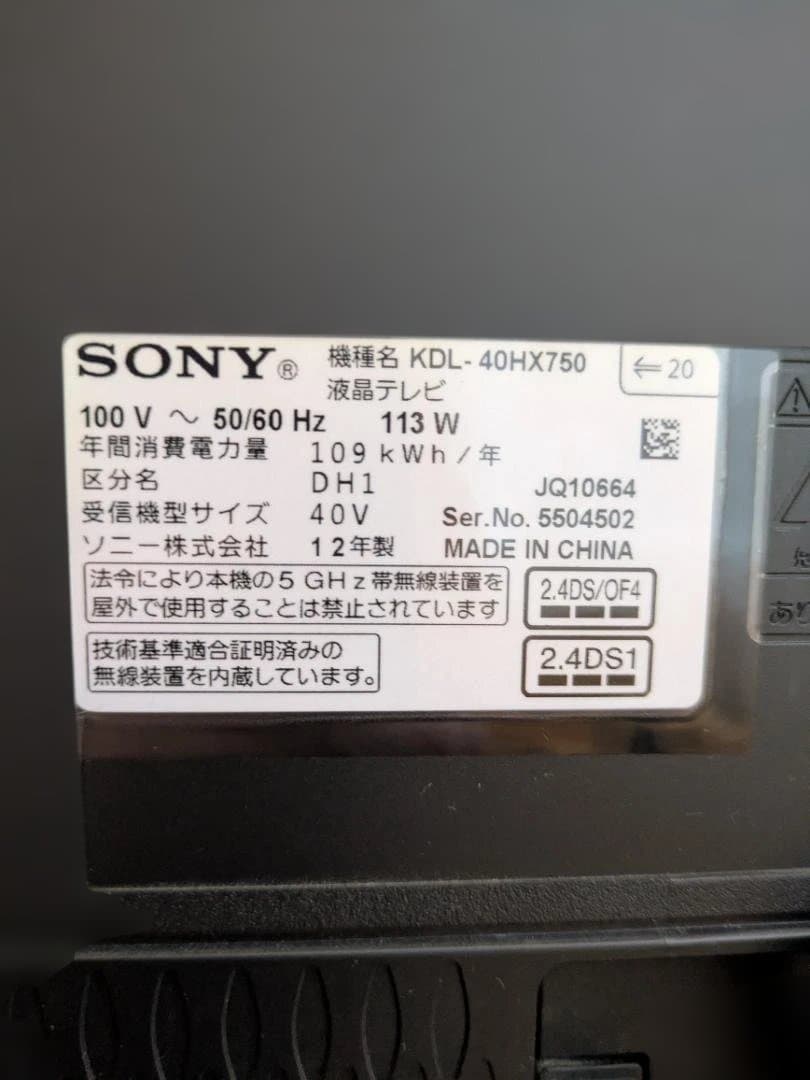 SONY® 機種名 KDL-40HX750 ⇐20
液晶テレビ
100 V ～ 50/60 Hz 113 W
年間消費電力量 109 kWh/年
区分名 DH1 JQ10664
受信機型サイズ 40V Ser.No. 5504502
ソニー株式会社 12年製 MADE IN CHINA
法令により本機の5GHz帯無線装置を
屋外で使用することは禁止されています
2.4DS/OF4
技術基準適合証明済みの
無線装置を内蔵しています。
2.4DS1
あり